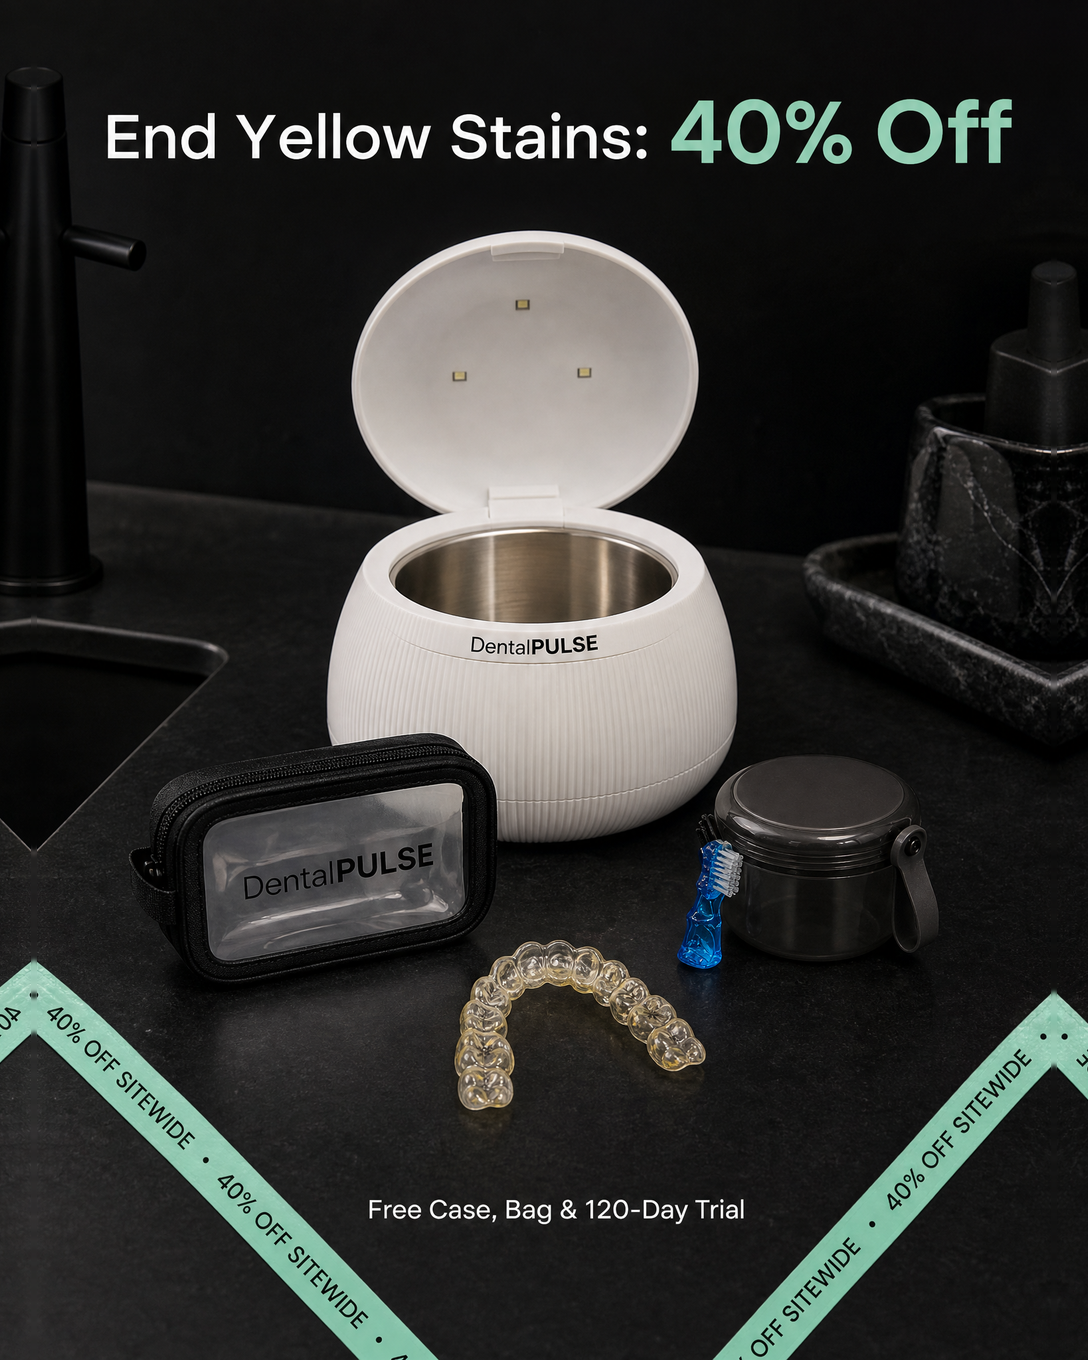 End Yellow Stains: 40% Off
DentalPULSE
DentalPULSE
40% OFF SITEWIDE • 40% OFF SITEWIDE •
40% OFF SITEWIDE •
OFF SITEWIDE
Free Case, Bag & 120-Day Trial